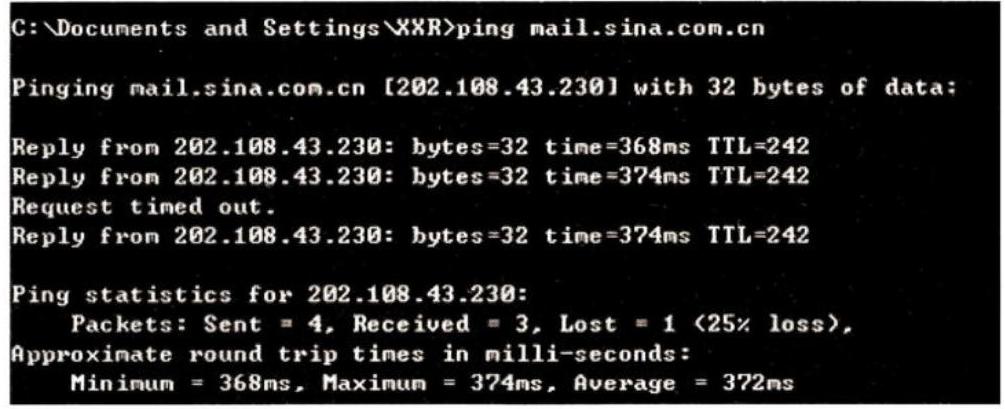 C:\Documents and Settings\XXR>ping mail.sina.com.cn
Pinging mail.sina.com.cn [202.108.43.230] with 32 bytes of data:
Reply from 202.108.43.230: bytes=32 time=368ms TTL=242
Reply from 202.108.43.230: bytes=32 time=374ms TTL=242
Request timed out.
Reply from 202.108.43.230: bytes=32 time=374ms TTL=242
Ping statistics for 202.108.43.230:
Packets: Sent = 4, Received = 3, Lost = 1 (25% loss),
Approximate round trip times in milli-seconds:
Minimum = 368ms, Maximum = 374ms, Average = 372ms